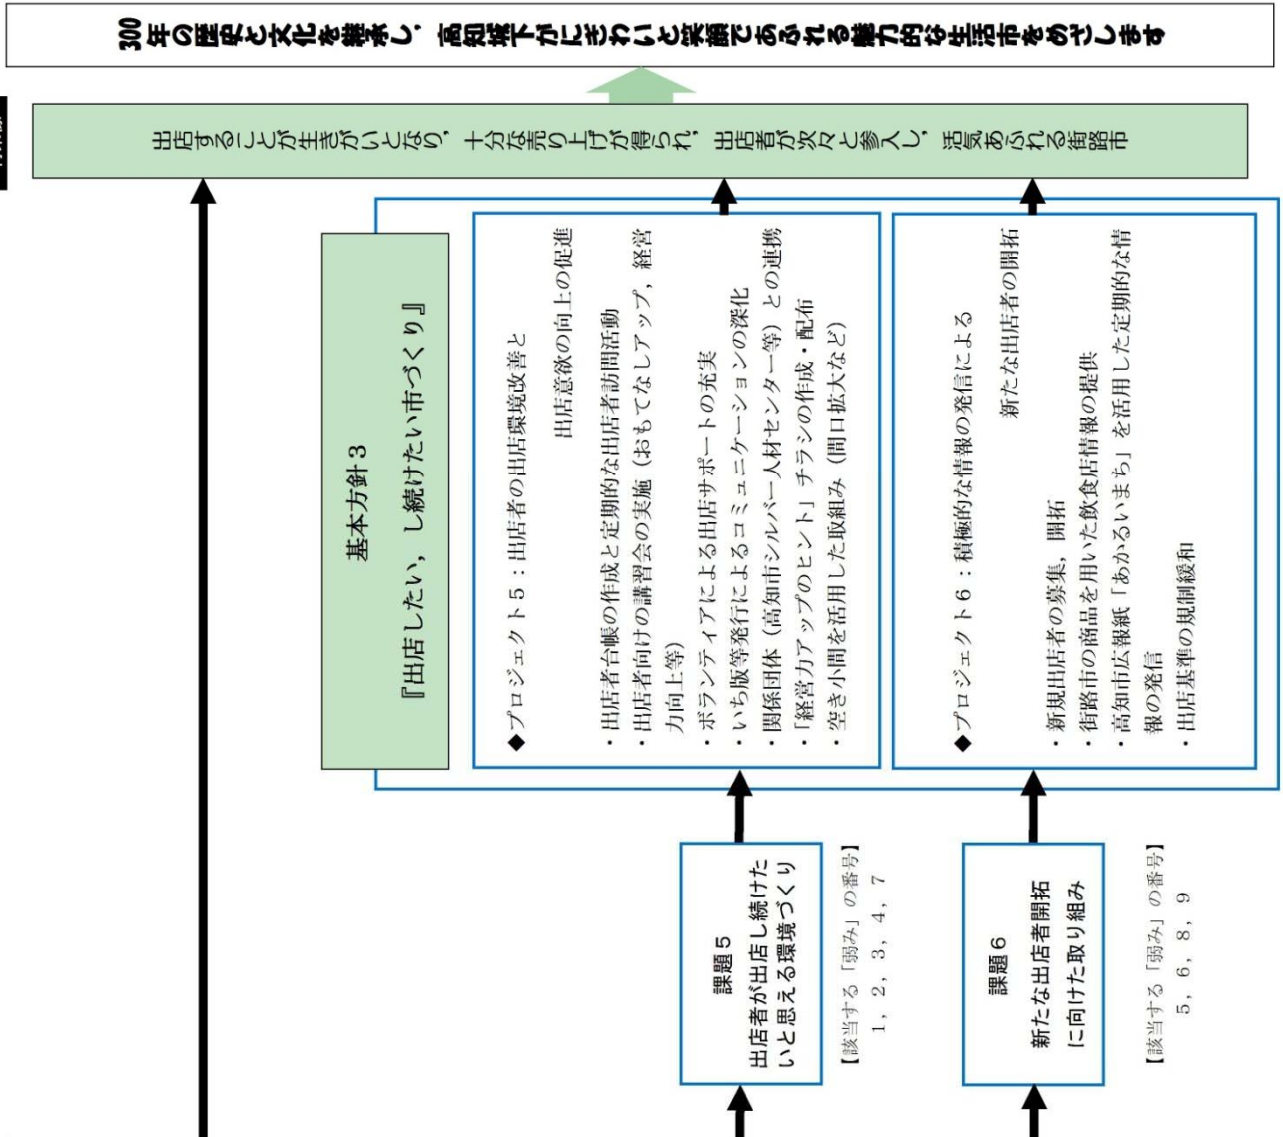 課題５
出店者が出店し続けた
いと思える環境づくり
【該当する「弱み」の番号】
１，２，３，４，７
課題６
新たな出店者開拓
に向けた取り組み
【該当する「弱み」の番号】
５，６，８，９
基本方針３
『出店したい，し続けたい市づくり』
◆プロジェクト５：出店者の出店環境改善と
出店意欲の向上の促進
・出店者台帳の作成と定期的な出店者訪問活動
・出店者向けの講習会の実施（おもてなしアップ，経営
力向上等）
・ボランティアによる出店サポートの充実
・いち版等発行によるコミュニケーションの深化
・関係団体（高知市シルバー人材センター等）との連携
・「経営力アップのヒント」チラシの作成・配布
・空き小間を活用した取組み（間口拡大など）
◆プロジェクト６：積極的な情報の発信による
新たな出店者の開拓
・新規出店者の募集，開拓
・街路市の商品を用いた飲食店情報の提供
・高知市広報紙「あかるいまち」を活用した定期的な情
報の発信
・出店基準の規制緩和
出店することが生きがいとなり，十分な売り上げが得られ，出店者が次々と参入し，活気あふれる街路市
300年の歴史と文化を継承し，高知城下がにぎわいと笑顔であふれる魅力的な生活市をめざします